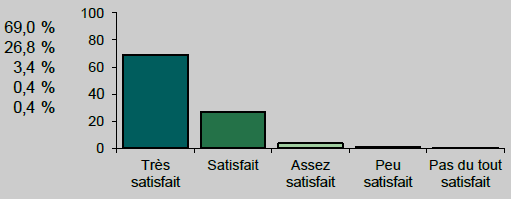 69,0 %
26,8 %
3,4 %
0,4 %
0,4 %
100
80
60
40
20
0
Très satisfait
Satisfait
Assez satisfait
Peu satisfait
Pas du tout satisfait